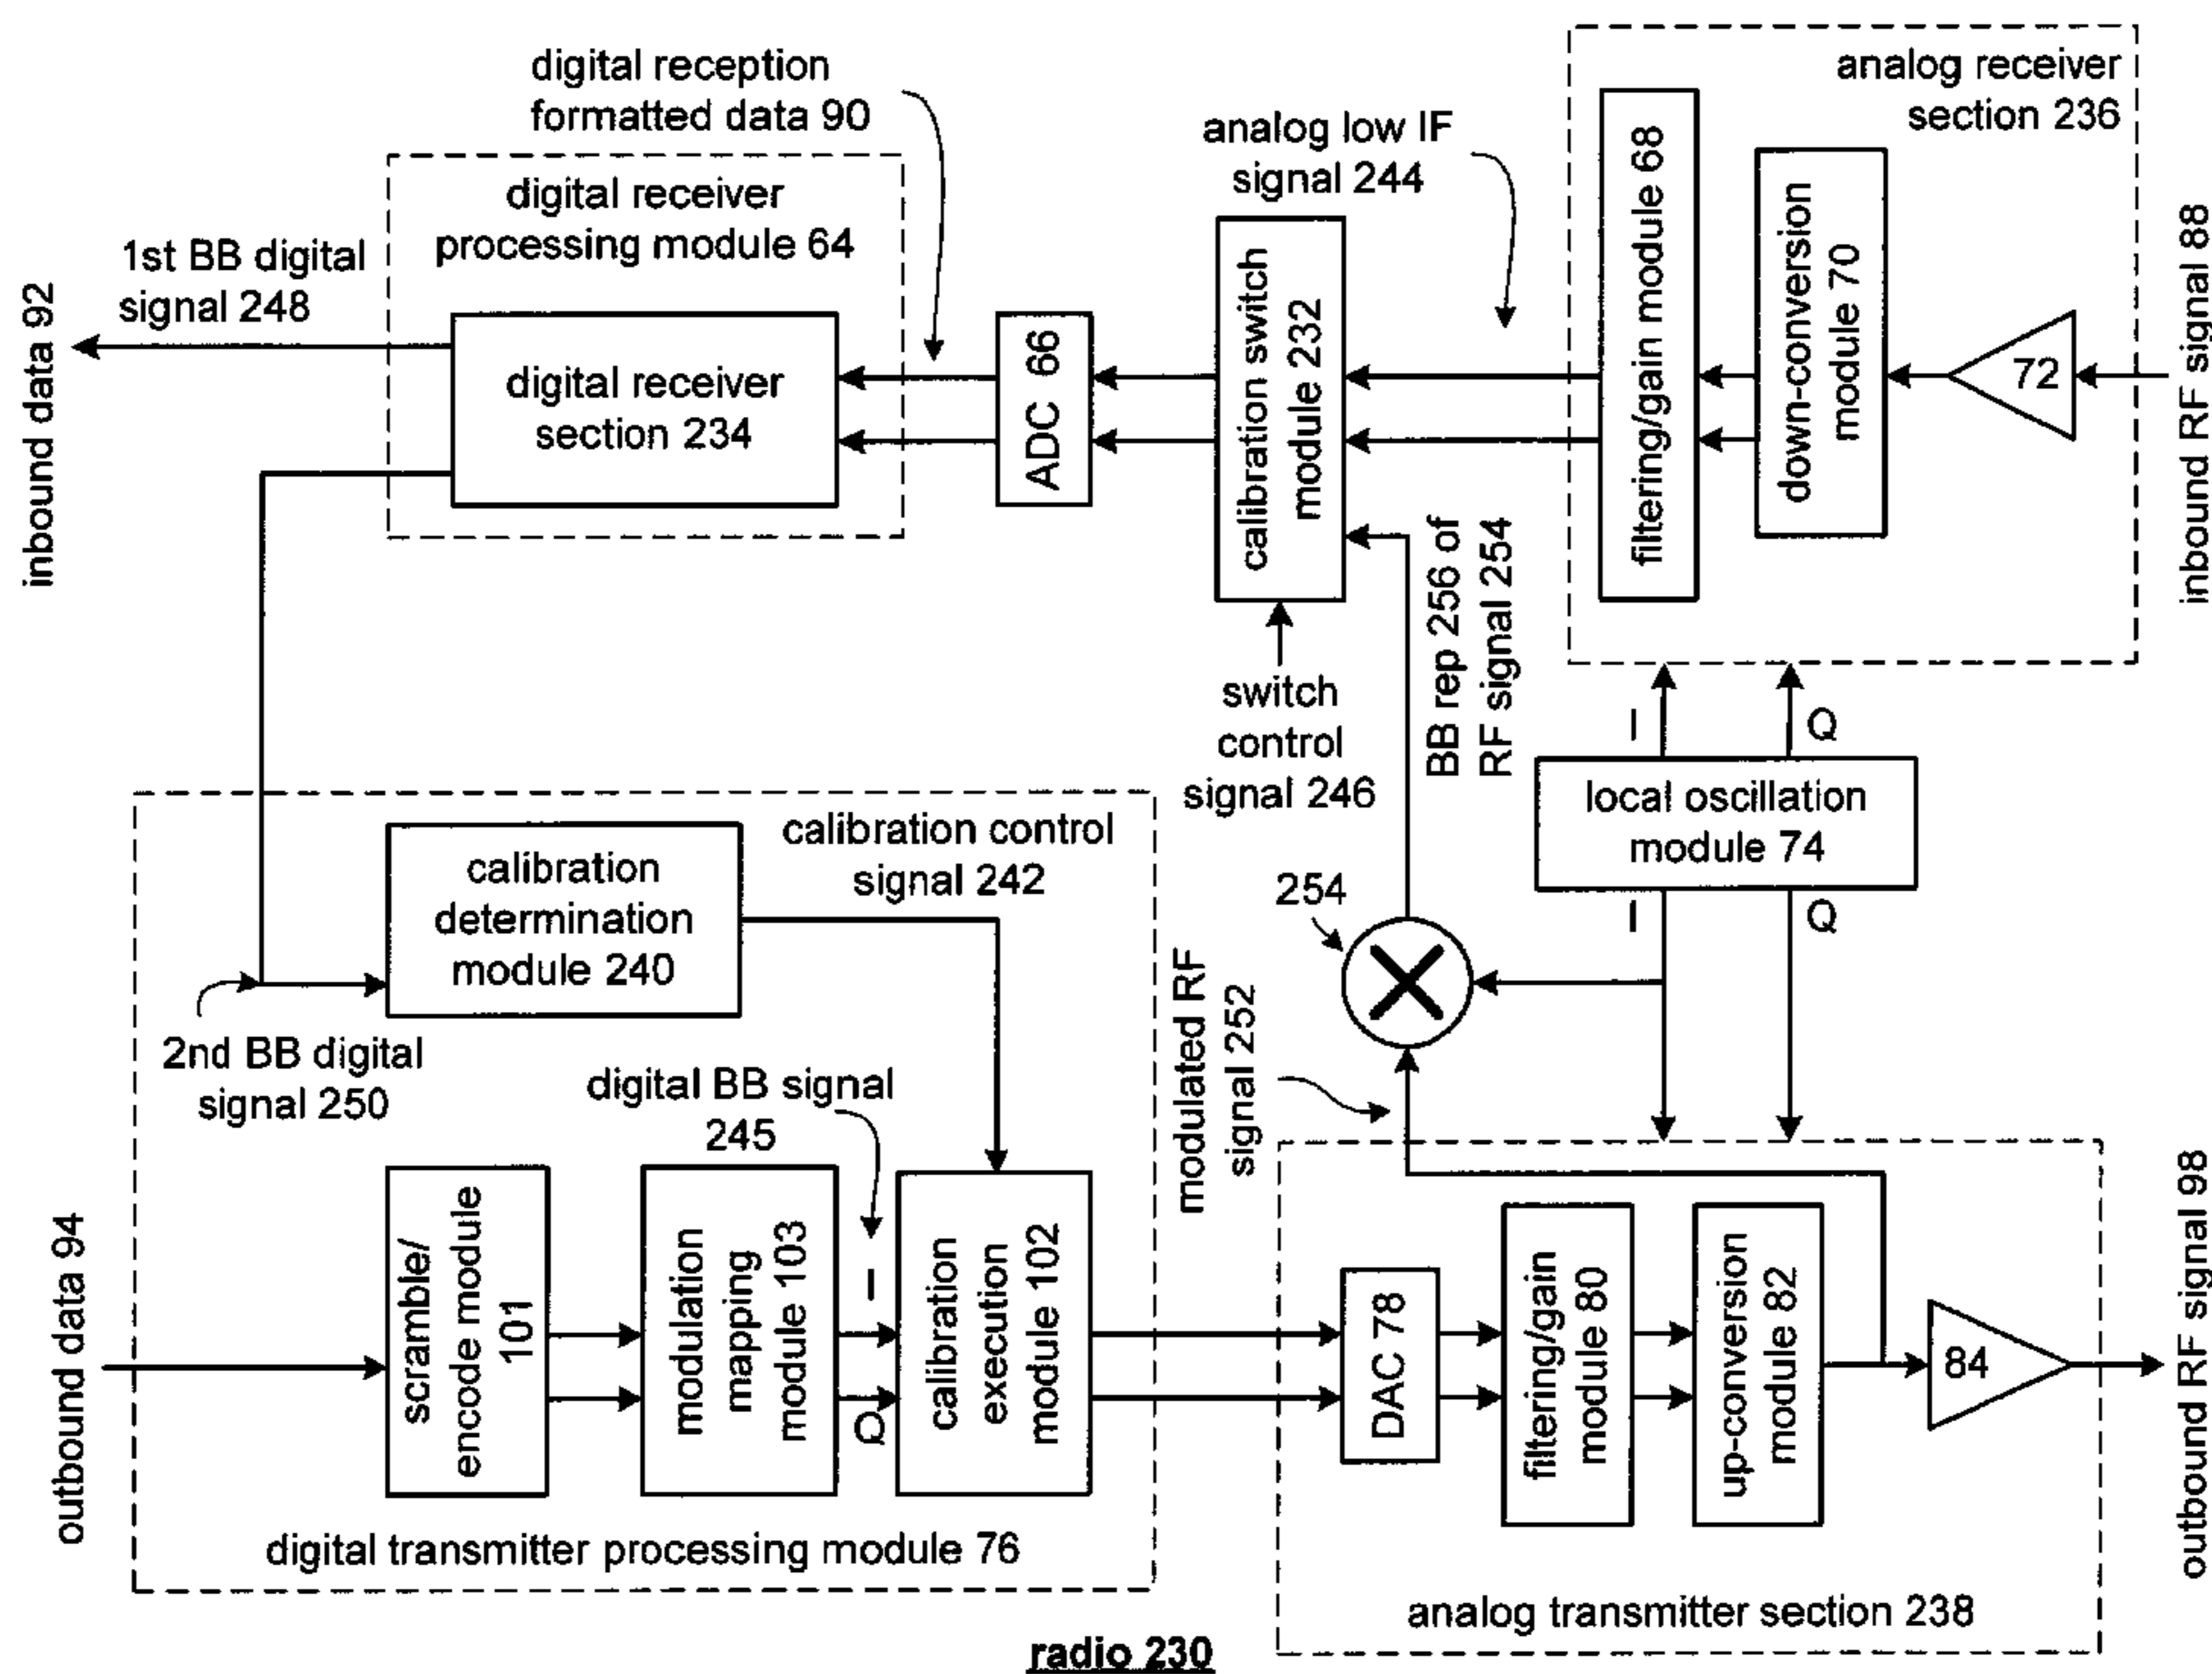 digital reception
formatted data 90
analog low IF
signal 244
analog receiver
section 236
digital receiver
processing module 64
1st BB digital
signal 248
inbound data 92
digital receiver
section 234
ADC 66
calibration switch
module 232
filtering/gain module 68
down-conversion
module 70
72
inbound RF signal 88
switch
control
signal 246
BB rep 256 of
RF signal 254
I
Q
local oscillation
module 74
I
Q
254
calibration
determination
module 240
calibration control
signal 242
2nd BB digital
signal 250
digital BB signal
245
modulated RF
signal 252
outbound data 94
scramble/
encode module
101
modulation
mapping
module 103
I
Q
calibration
execution
module 102
DAC 78
filtering/gain
module 80
up-conversion
module 82
84
outbound RF signal 98
digital transmitter processing module 76
analog transmitter section 238
radio 230